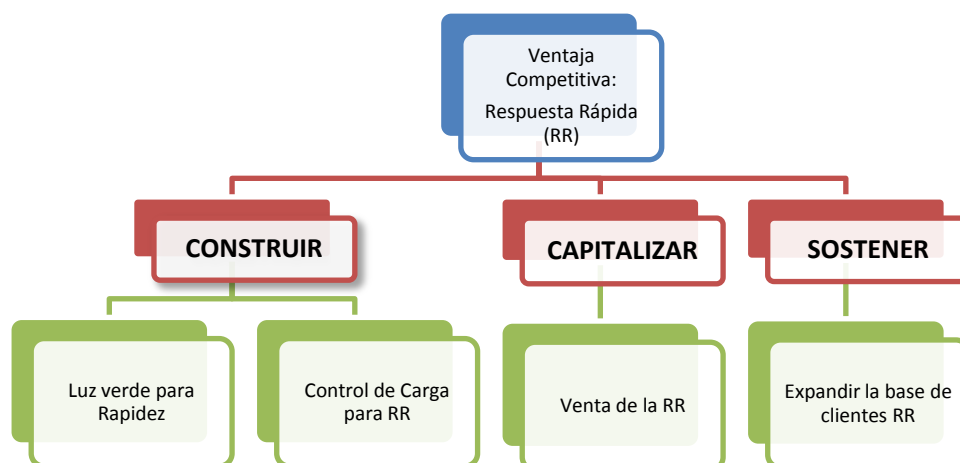 Ventaja
Competitiva:
Respuesta Rápida
(RR)
CONSTRUIR
CAPITALIZAR
SOSTENER
Luz verde para
Rapidez
Control de Carga
para RR
Venta de la RR
Expandir la base de
clientes RR